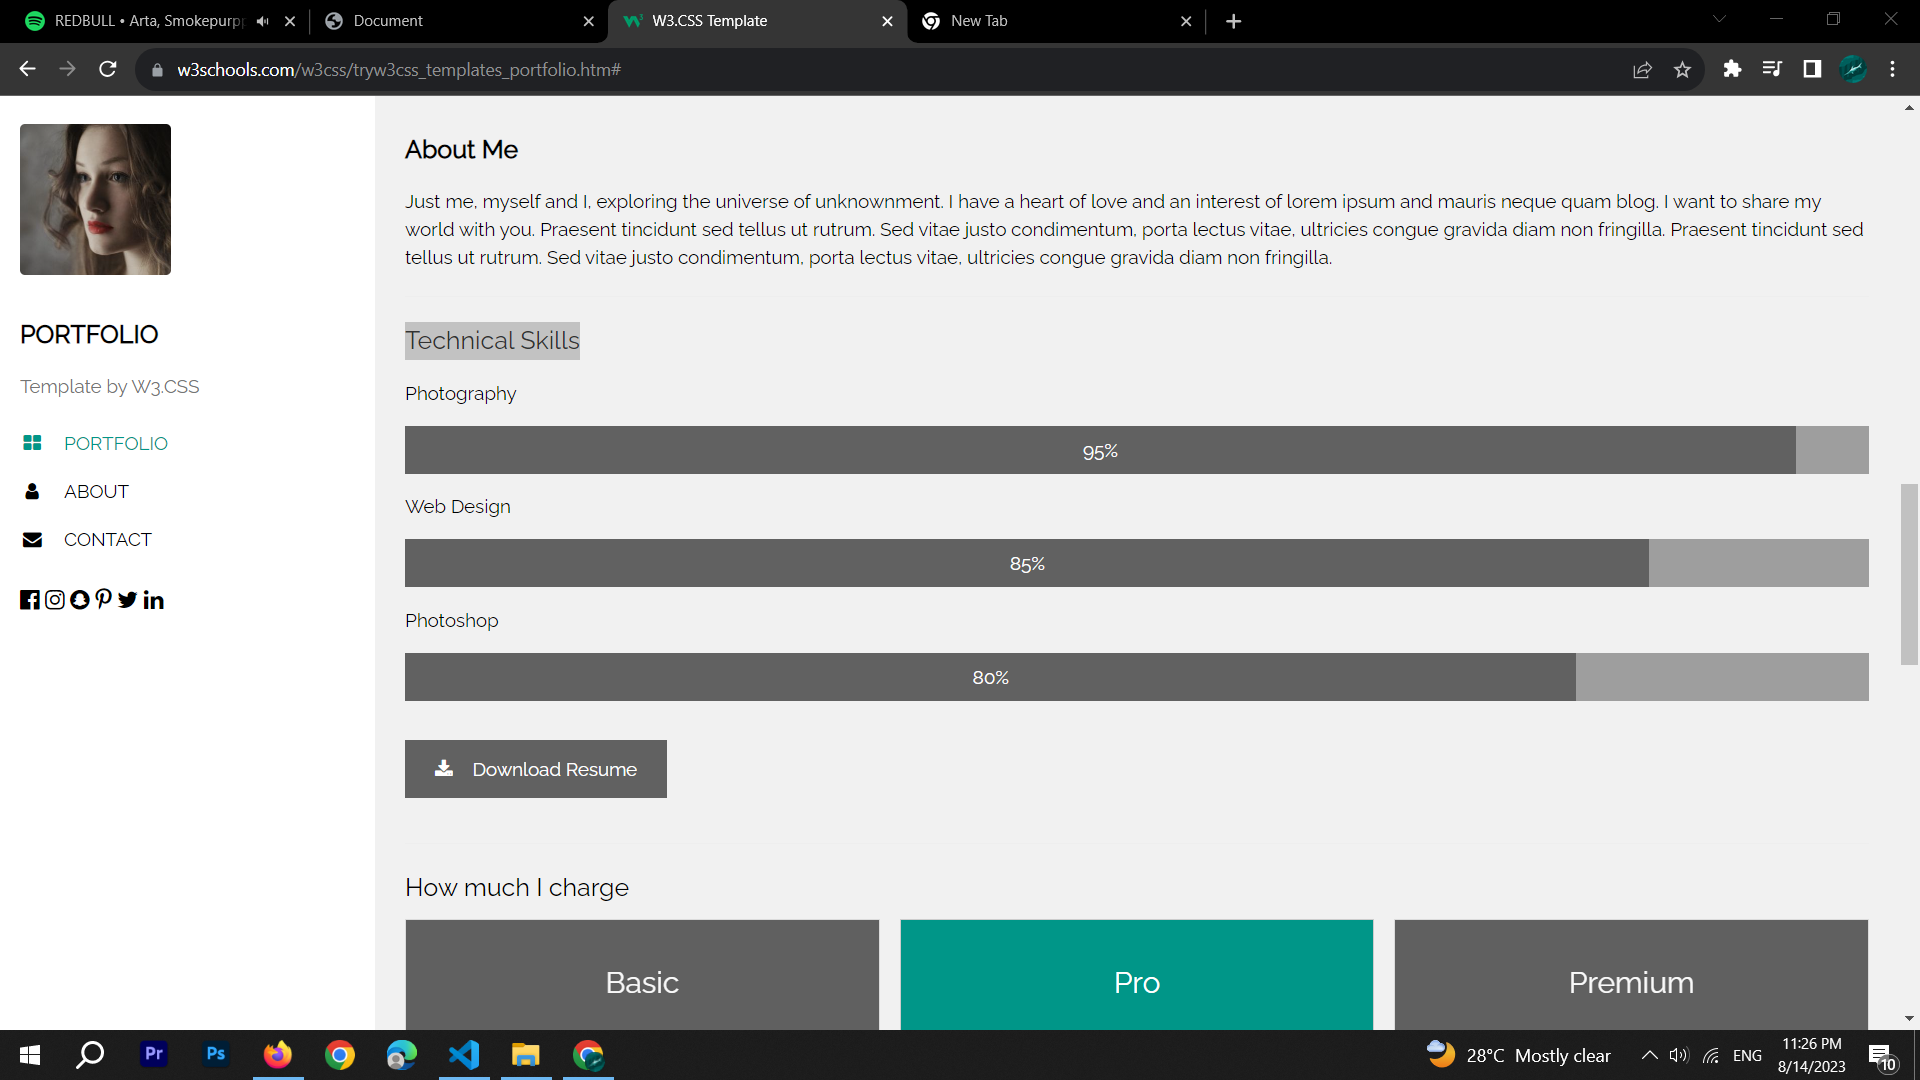 REDBULL • Arta, Smokepurpp
Document
W3.CSS Template
New Tab
w3schools.com/w3css/tryw3css_templates_portfolio.htm#
PORTFOLIO
Template by W3.CSS
PORTFOLIO
ABOUT
CONTACT
About Me
Just me, myself and I, exploring the universe of unknownment. I have a heart of love and an interest of lorem ipsum and mauris neque quam blog. I want to share my
world with you. Praesent tincidunt sed tellus ut rutrum. Sed vitae justo condimentum, porta lectus vitae, ultricies congue gravida diam non fringilla. Praesent tincidunt sed
tellus ut rutrum. Sed vitae justo condimentum, porta lectus vitae, ultricies congue gravida diam non fringilla.
Technical Skills
Photography
95%
Web Design
85%
Photoshop
80%
Download Resume
How much I charge
Basic
Pro
Premium
Pr
Ps
28°C Mostly clear
ENG
11:26 PM
8/14/2023
10